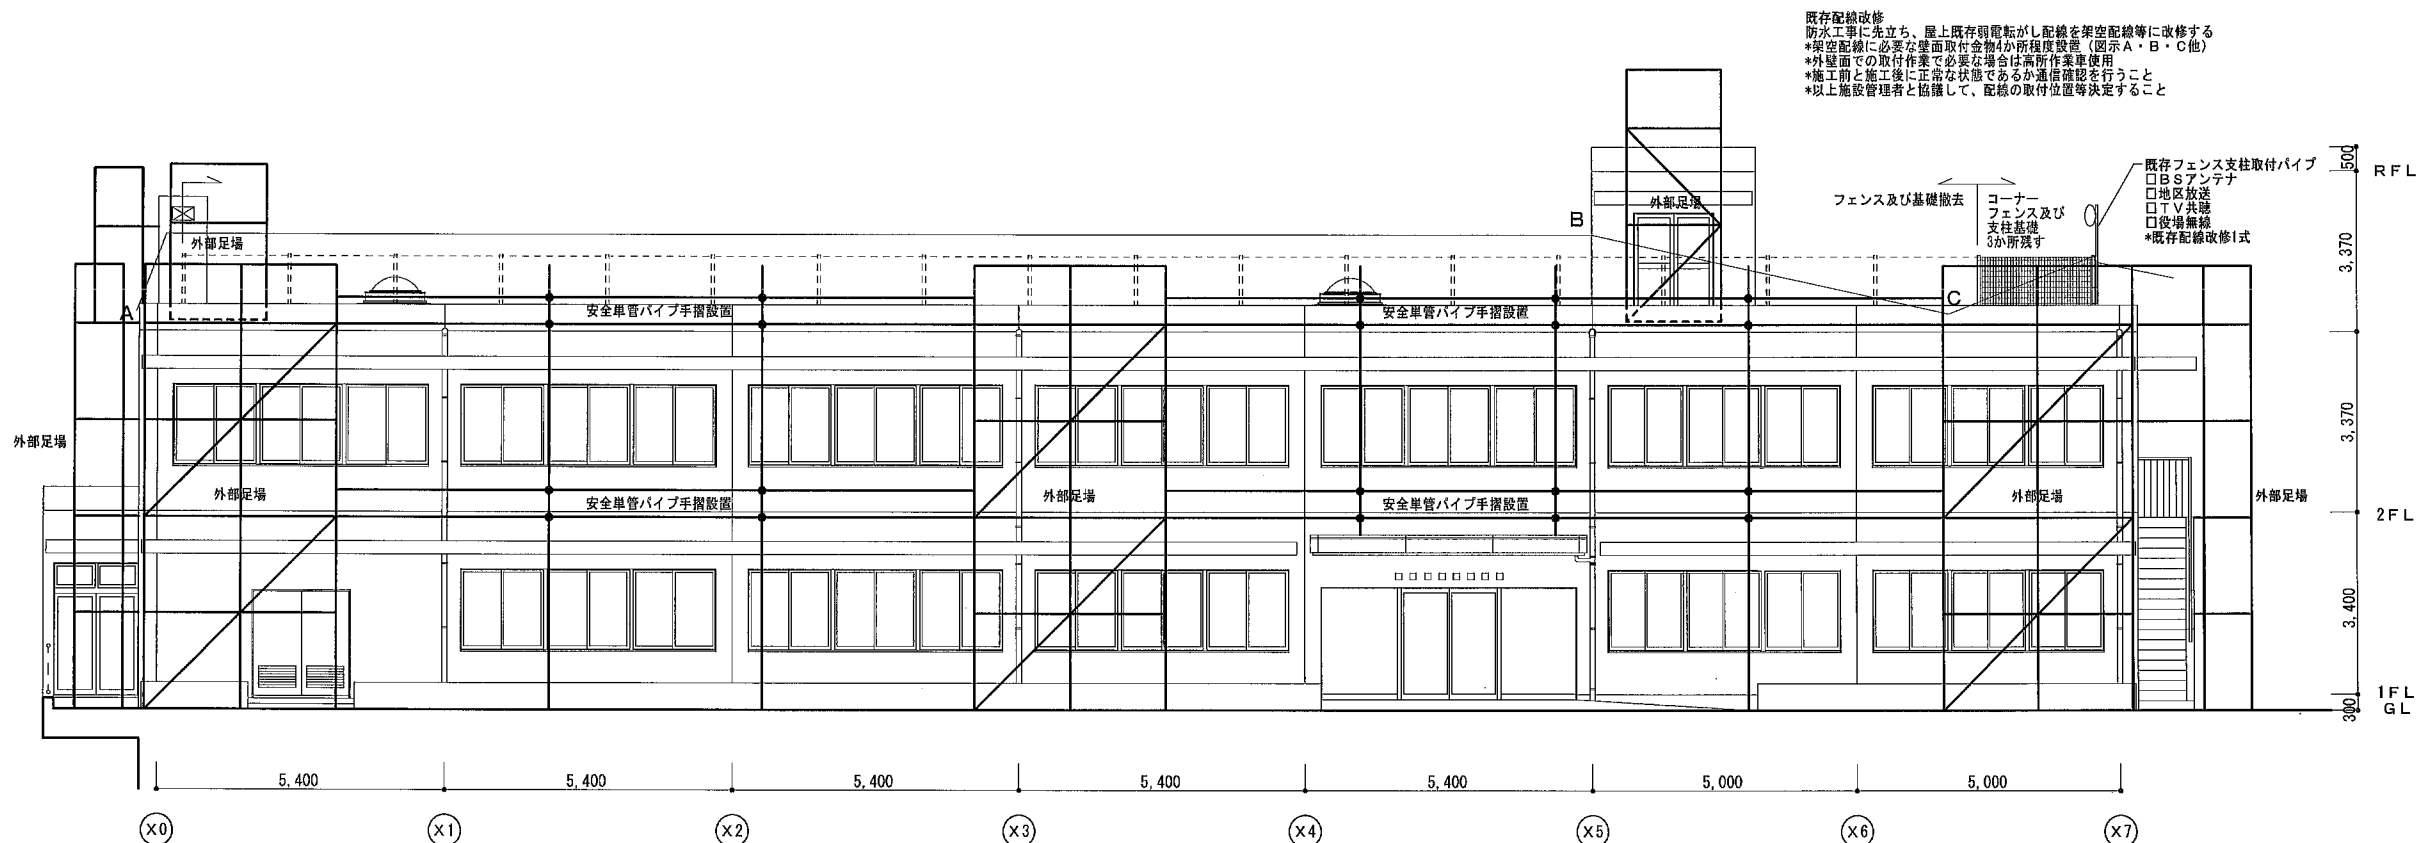 既存配線改修
防水工事に先立ち、屋上既存弱電転がし配線を架空配線等に改修する
*架空配線に必要な壁面取付金物4か所程度設置（図示A・B・C他）
*外壁面での取付作業で必要な場合は高所作業車使用
*施工前と施工後に正常な状態であるか通信確認を行うこと
*以上施設管理者と協議して、配線の取付位置等決定すること
既存フェンス支柱取付パイプ
□BSアンテナ
□地区放送
□TV共聴
□役場無線
*既存配線改修1式
フェンス及び基礎撤去
コーナー
フェンス及び
支柱基礎
3か所残す
500
RFL
3,370
外部足場
外部足場
A
B
C
安全単管パイプ手摺設置
安全単管パイプ手摺設置
3,370
外部足場
外部足場
外部足場
外部足場
外部足場
安全単管パイプ手摺設置
安全単管パイプ手摺設置
2FL
3,400
1FL
300
GL
5,400
5,400
5,400
5,400
5,400
5,000
5,000
X0
X1
X2
X3
X4
X5
X6
X7